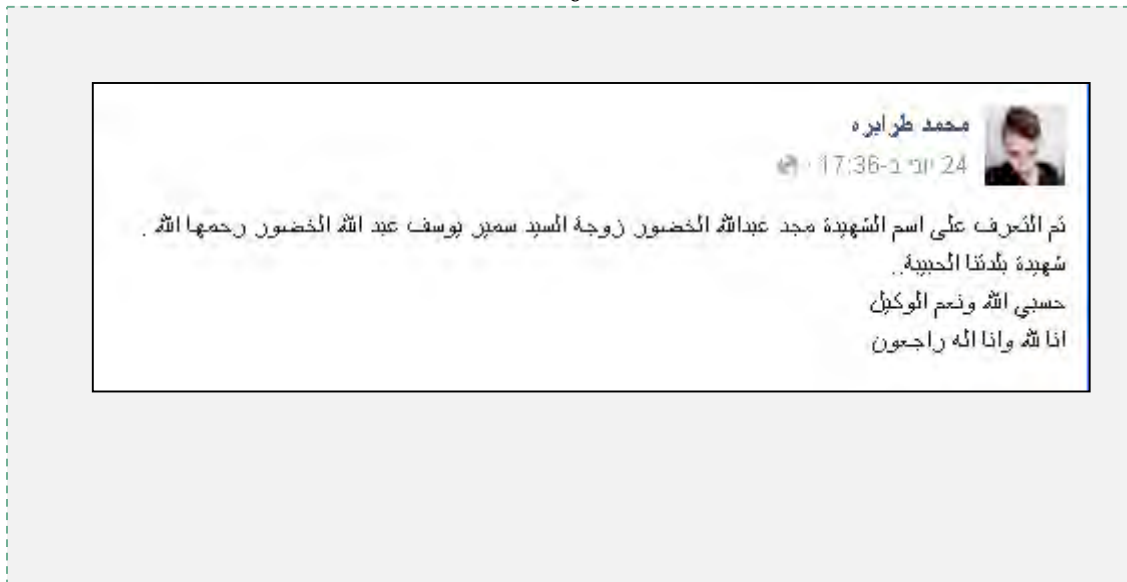 محمد طرايره
24 יוני ב-17:36 ·
تم التعرف على اسم الشهيدة مجد عبدالله الخضور زوجة السيد سمير يوسف عبد الله الخضور رحمها الله .
شهيدة بلدتنا الحبيبة..
حسبي الله ونعم الوكيل
انا لله وانا اله راجعون